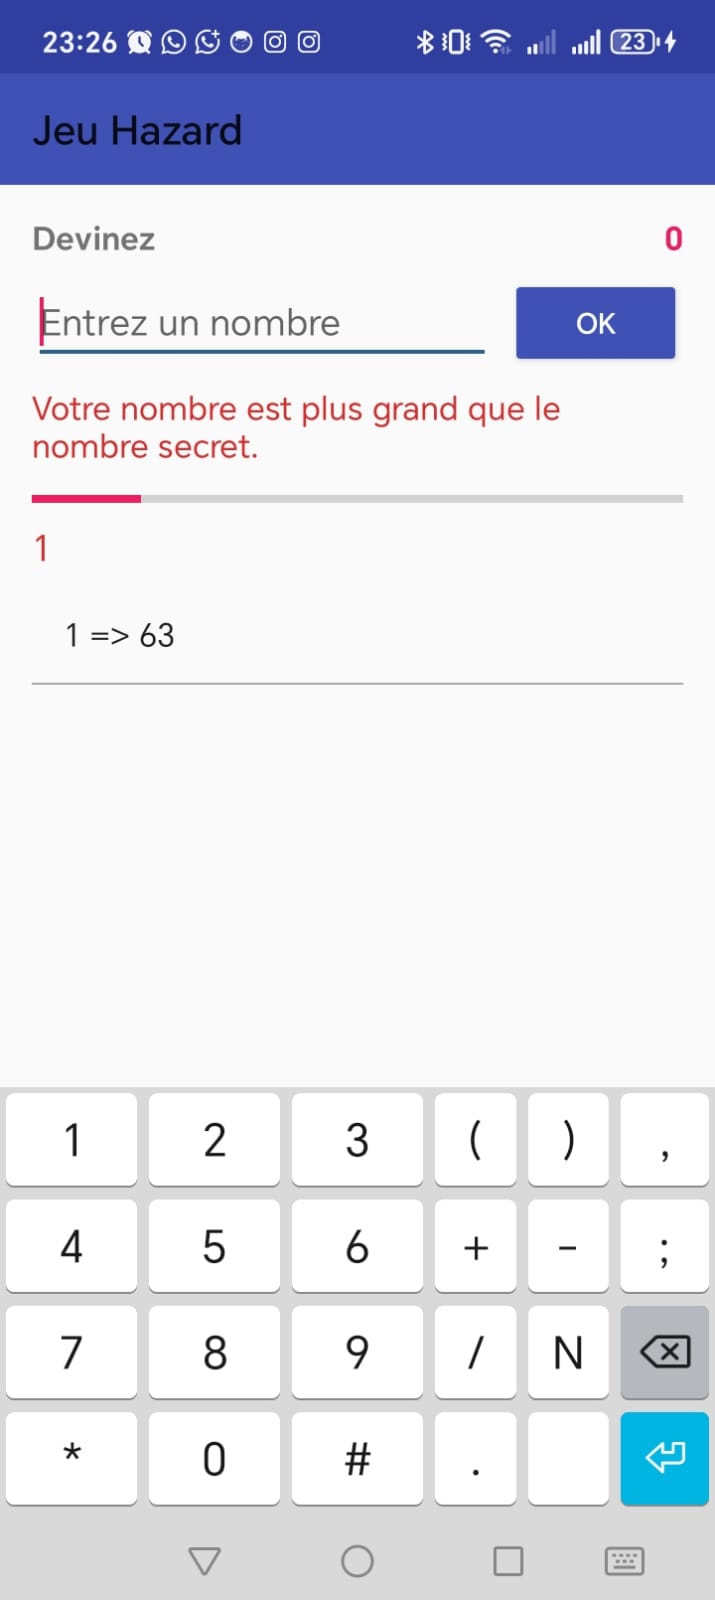 23:26 23
Jeu Hazard
Devinez 0
Entrez un nombre OK
Votre nombre est plus grand que le
nombre secret.
1
1 => 63
1 2 3 ( ) ,
4 5 6 + - ;
7 8 9 / N
* 0 # .